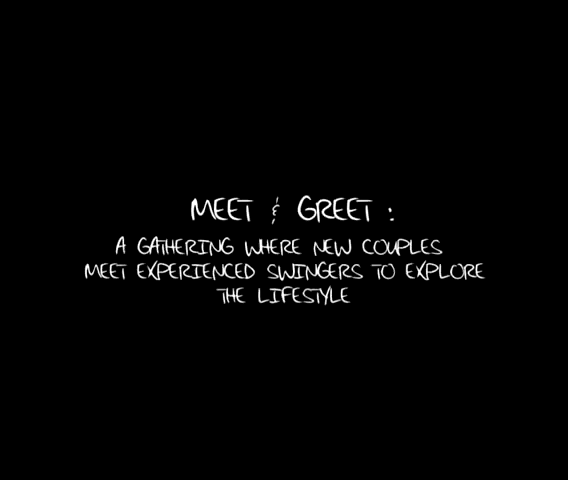 MEET & GREET :
A GATHERING WHERE NEW COUPLES
MEET EXPERIENCED SWINGERS TO EXPLORE
THE LIFESTYLE